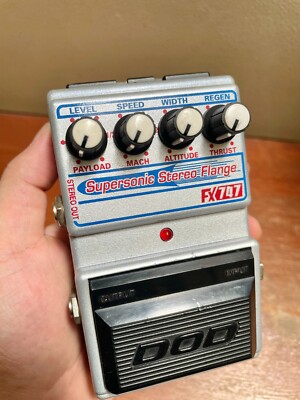 LEVEL SPEED WIDTH REGEN
PAYLOAD MACH ALTITUDE THRUST
STEREO OUT
Supersonic Stereo Flange
FX747
DOD